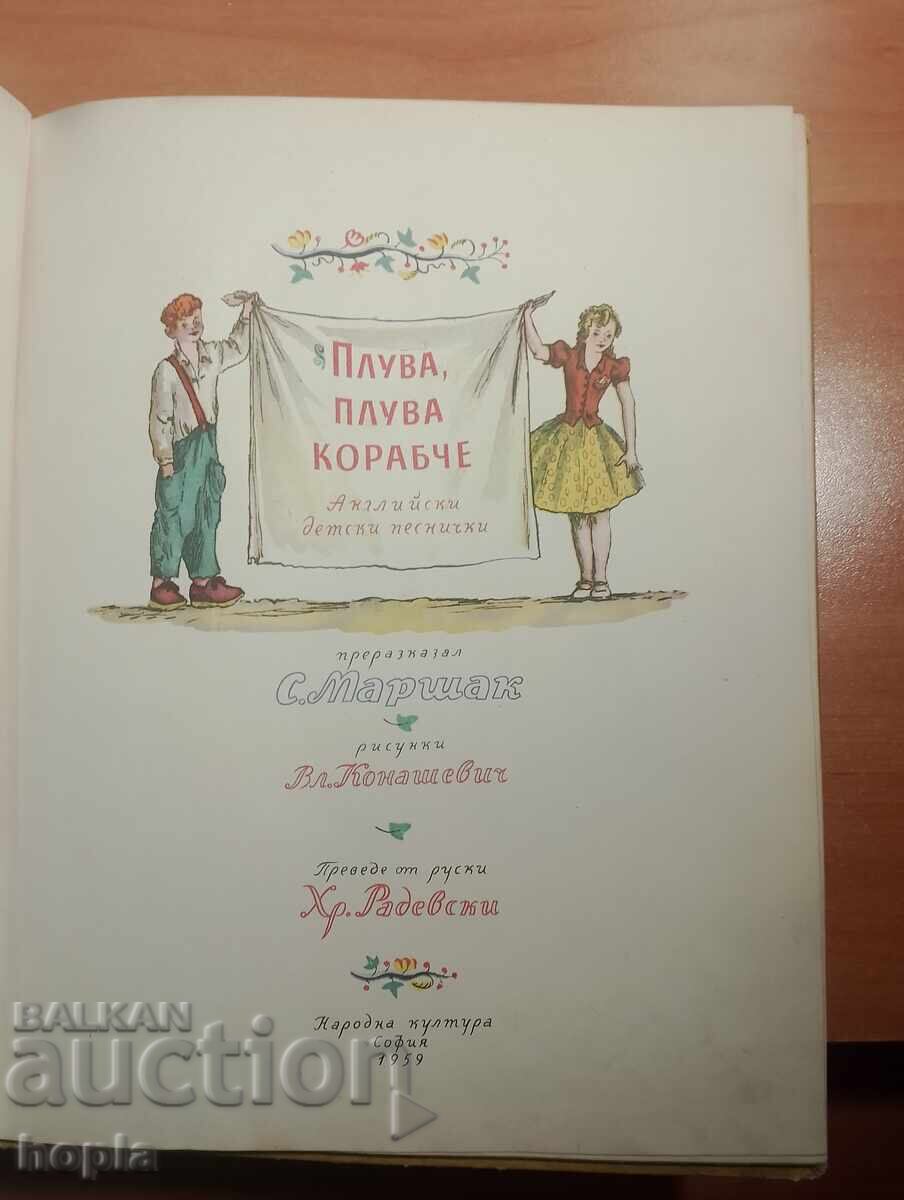 Плува,
плува
корабче
Английски
детски песнички
преразказал
С. Маршак
рисунки
Вл. Конашевич
Преведе от руски
Хр. Радевски
Народна култура
София
1959
BALKAN
auction
hopla